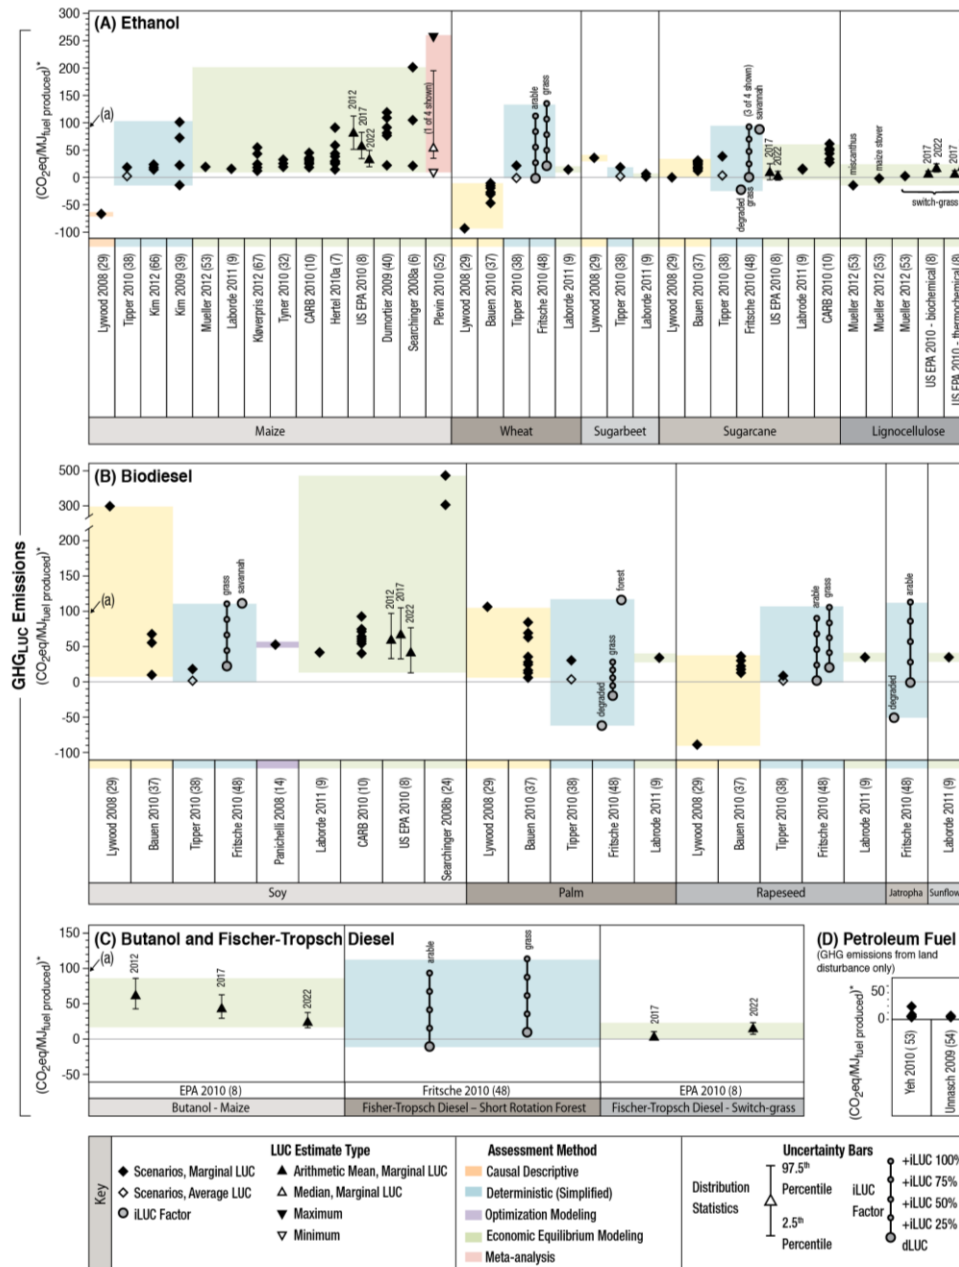 GHG LUC Emissions
(A) Ethanol
(CO2eq/MJfuel produced)*
300
250
200
150
100
50
0
-50
-100
(a)
2012
2017
2022
(1 of 4 shown)
arable
grass
(3 of 4 shown)
savannah
degraded
grass
2017
2022
miscanthus
maize stover
2017
2022
2017
switch-grass
Lywood 2008 (29)
Tipper 2010 (38)
Kim 2012 (66)
Kim 2009 (39)
Mueller 2012 (53)
Laborde 2011 (9)
Kløverpris 2012 (67)
Tyner 2010 (32)
CARB 2010 (10)
Hertel 2010a (7)
US EPA 2010 (8)
Dumortier 2009 (40)
Searchinger 2008a (6)
Plevin 2010 (52)
Lywood 2008 (29)
Bauen 2010 (37)
Tipper 2010 (38)
Fritsche 2010 (48)
Laborde 2011 (9)
Lywood 2008 (29)
Tipper 2010 (38)
Laborde 2011 (9)
Lywood 2008 (29)
Bauen 2010 (37)
Tipper 2010 (38)
Fritsche 2010 (48)
US EPA 2010 (8)
Labrode 2011 (9)
CARB 2010 (10)
Mueller 2012 (53)
Mueller 2012 (53)
Mueller 2012 (53)
US EPA 2010 - biochemical (8)
US EPA 2010 - thermochemical (8)
Maize
Wheat
Sugarbeet
Sugarcane
Lignocellulose
(B) Biodiesel
(CO2eq/MJfuel produced)*
500
300
200
150
100
50
0
-50
-100
(a)
grass
savannah
2012
2017
2022
forest
grass
degraded
arable
grass
arable
degraded
Lywood 2008 (29)
Bauen 2010 (37)
Tipper 2010 (38)
Fritsche 2010 (48)
Panichelli 2008 (14)
Laborde 2011 (9)
CARB 2010 (10)
US EPA 2010 (8)
Searchinger 2008b (24)
Lywood 2008 (29)
Bauen 2010 (37)
Tipper 2010 (38)
Fritsche 2010 (48)
Labrode 2011 (9)
Lywood 2008 (29)
Bauen 2010 (37)
Tipper 2010 (38)
Fritsche 2010 (48)
Labrode 2011 (9)
Fritsche 2010 (48)
Laborde 2011 (9)
Soy
Palm
Rapeseed
Jatropha
Sunflow
(C) Butanol and Fischer-Tropsch Diesel
(CO2eq/MJfuel produced)*
150
100
50
0
-50
(a)
2012
2017
2022
arable
grass
2017
2022
EPA 2010 (8)
Fritsche 2010 (48)
EPA 2010 (8)
Butanol - Maize
Fisher-Tropsch Diesel – Short Rotation Forest
Fischer-Tropsch Diesel - Switch-grass
(D) Petroleum Fuel
(GHG emissions from land
disturbance only)
(CO2eq/MJfuel produced)*
50
0
Yeh 2010 ( 53)
Unnasch 2009 (54)
Key
LUC Estimate Type
Scenarios, Marginal LUC
Scenarios, Average LUC
iLUC Factor
Arithmetic Mean, Marginal LUC
Median, Marginal LUC
Maximum
Minimum
Assessment Method
Causal Descriptive
Deterministic (Simplified)
Optimization Modeling
Economic Equilibrium Modeling
Meta-analysis
Uncertainty Bars
Distribution
Statistics
97.5th
Percentile
2.5th
Percentile
iLUC
Factor
+iLUC 100%
+iLUC 75%
+iLUC 50%
+iLUC 25%
dLUC